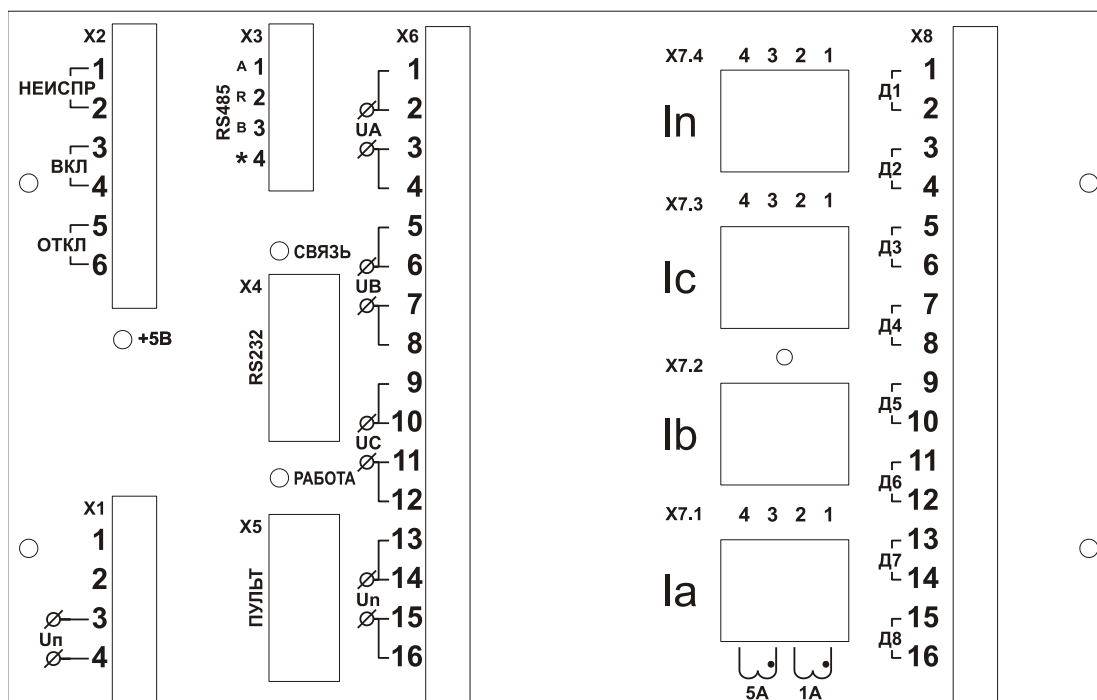 X2
1
НЕИСПР
2
3
ВКЛ
4
5
ОТКЛ
6
+5В
X1
1
2
3
Uп
4
X3
A 1
R 2
B 3
* 4
RS485
СВЯЗЬ
X4
RS232
РАБОТА
X5
ПУЛЬТ
X6
1
2
UA
3
4
5
6
UB
7
8
9
10
UC
11
12
13
14
Un
15
16
X7.4 4 3 2 1
In
X7.3 4 3 2 1
Ic
X7.2
Ib
X7.1 4 3 2 1
Ia
5A 1A
X8
1
Д1
2
3
Д2
4
5
Д3
6
7
Д4
8
9
Д5
10
11
Д6
12
13
Д7
14
15
Д8
16